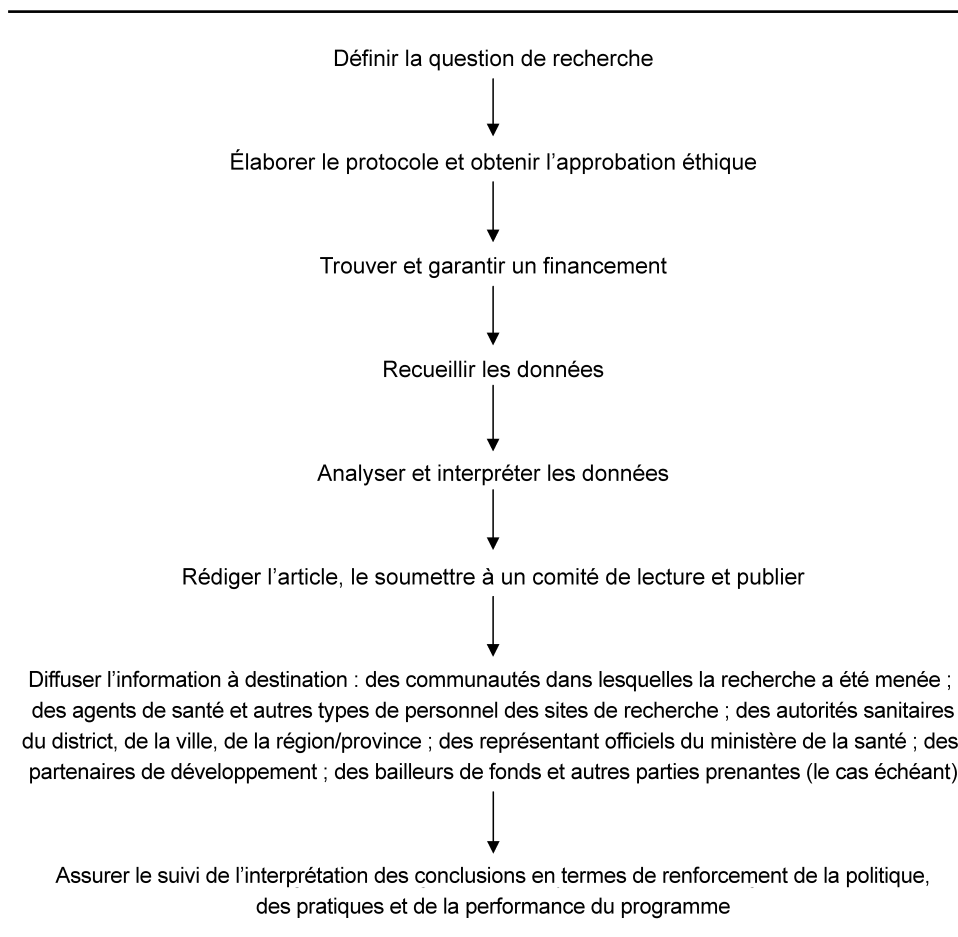 Définir la question de recherche
Élaborer le protocole et obtenir l’approbation éthique
Trouver et garantir un financement
Recueillir les données
Analyser et interpréter les données
Rédiger l’article, le soumettre à un comité de lecture et publier
Diffuser l’information à destination : des communautés dans lesquelles la recherche a été menée ;
des agents de santé et autres types de personnel des sites de recherche ; des autorités sanitaires
du district, de la ville, de la région/province ; des représentant officiels du ministère de la santé ; des
partenaires de développement ; des bailleurs de fonds et autres parties prenantes (le cas échéant)
Assurer le suivi de l’interprétation des conclusions en termes de renforcement de la politique,
des pratiques et de la performance du programme